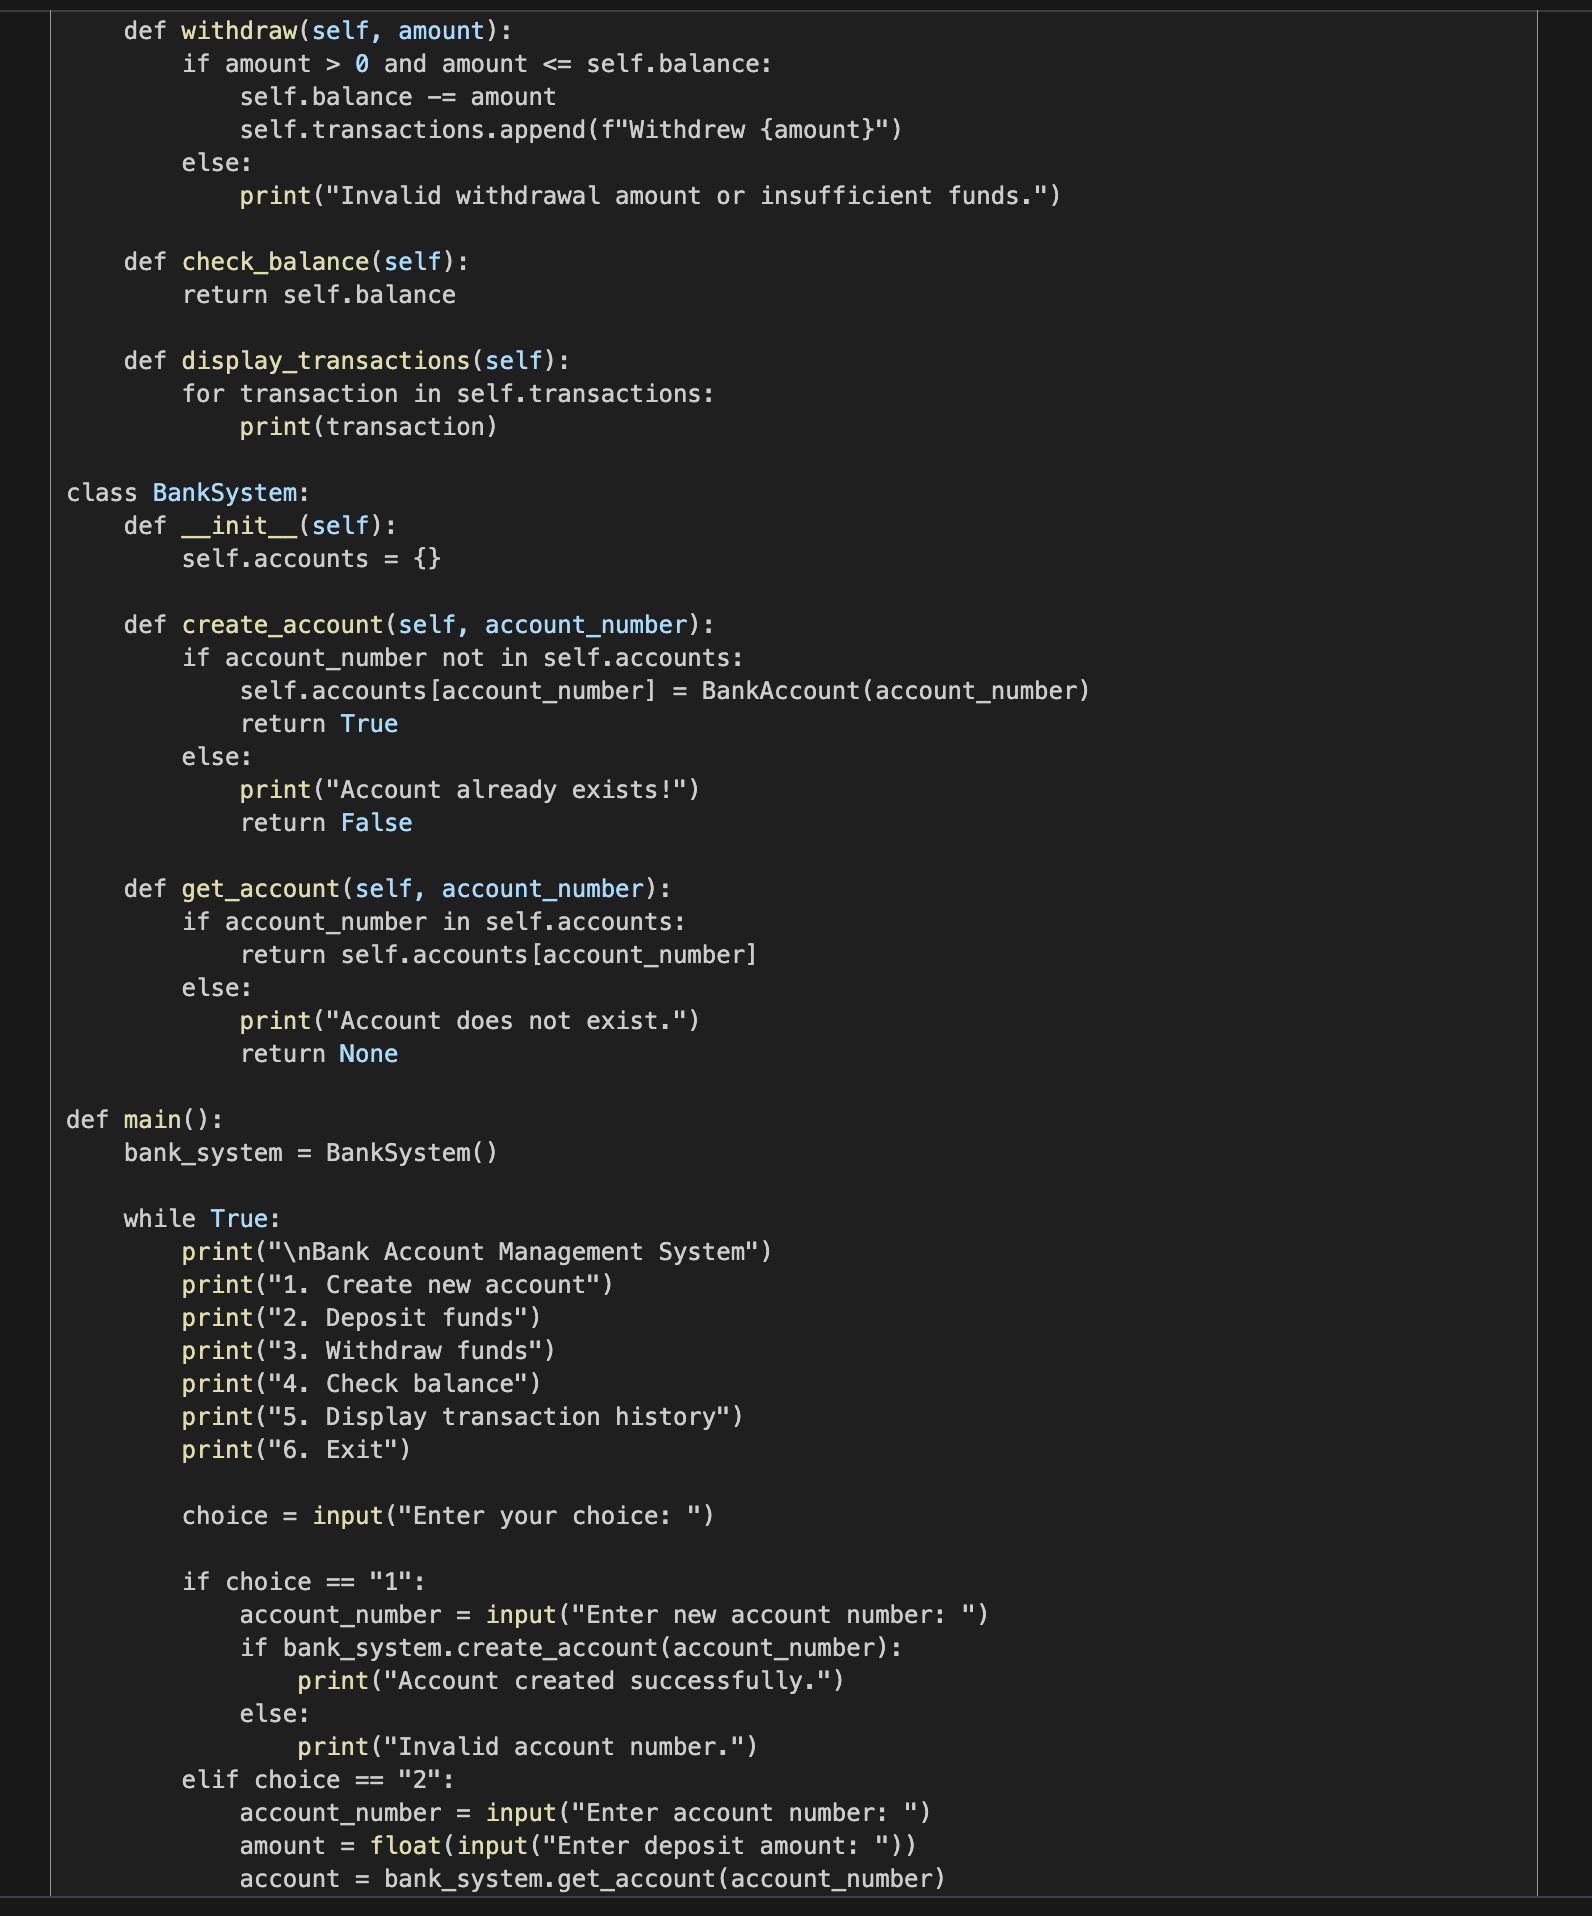 def withdraw(self, amount):
        if amount > 0 and amount <= self.balance:
            self.balance -= amount
            self.transactions.append(f"Withdrew {amount}")
        else:
            print("Invalid withdrawal amount or insufficient funds.")

    def check_balance(self):
        return self.balance

    def display_transactions(self):
        for transaction in self.transactions:
            print(transaction)

class BankSystem:
    def __init__(self):
        self.accounts = {}

    def create_account(self, account_number):
        if account_number not in self.accounts:
            self.accounts[account_number] = BankAccount(account_number)
            return True
        else:
            print("Account already exists!")
            return False

    def get_account(self, account_number):
        if account_number in self.accounts:
            return self.accounts[account_number]
        else:
            print("Account does not exist.")
            return None

def main():
    bank_system = BankSystem()

    while True:
        print("\nBank Account Management System")
        print("1. Create new account")
        print("2. Deposit funds")
        print("3. Withdraw funds")
        print("4. Check balance")
        print("5. Display transaction history")
        print("6. Exit")

        choice = input("Enter your choice: ")

        if choice == "1":
            account_number = input("Enter new account number: ")
            if bank_system.create_account(account_number):
                print("Account created successfully.")
            else:
                print("Invalid account number.")
        elif choice == "2":
            account_number = input("Enter account number: ")
            amount = float(input("Enter deposit amount: "))
            account = bank_system.get_account(account_number)